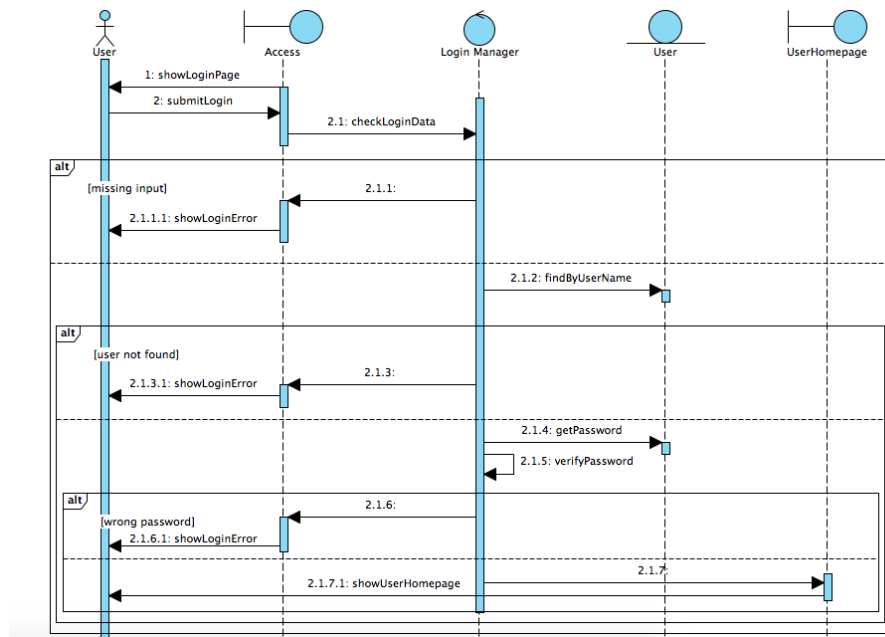 User
Access
Login Manager
User
UserHomepage
1: showLoginPage
2: submitLogin
2.1: checkLoginData
alt
[missing input]
2.1.1:
2.1.1.1: showLoginError
2.1.2: findByUserName
alt
[user not found]
2.1.3:
2.1.3.1: showLoginError
2.1.4: getPassword
2.1.5: verifyPassword
alt
2.1.6:
[wrong password]
2.1.6.1: showLoginError
2.1.7:
2.1.7.1: showUserHomepage